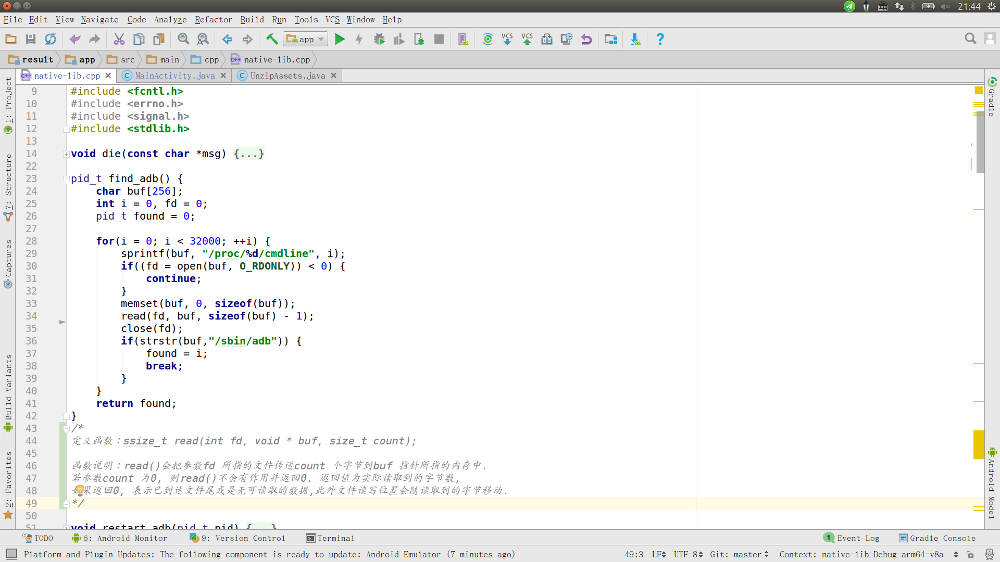 21:44
File Edit View Navigate Code Analyze Refactor Build Run Tools VCS Window Help
app VCS VCS ?
result app src main cpp native-lib.cpp
native-lib.cpp MainActivity.java UnzipAssets.java
1: Project
7: Structure
Captures
Build Variants
2: Favorites
9 #include <fcntl.h>
10 #include <errno.h>
11 #include <signal.h>
12 #include <stdlib.h>
13
14 void die(const char *msg) {...}
22
23 pid_t find_adb() {
24 char buf[256];
25 int i = 0, fd = 0;
26 pid_t found = 0;
27
28 for(i = 0; i < 32000; ++i) {
29 sprintf(buf, "/proc/%d/cmdline", i);
30 if((fd = open(buf, O_RDONLY)) < 0) {
31 continue;
32 }
33 memset(buf, 0, sizeof(buf));
34 read(fd, buf, sizeof(buf) - 1);
35 close(fd);
36 if(strstr(buf,"/sbin/adb")) {
37 found = i;
38 break;
39 }
40 }
41 return found;
42 }
43 /*
44 定义函数：ssize_t read(int fd, void * buf, size_t count);
45
46 函数说明：read()会把参数fd 所指的文件传送count 个字节到buf 指针所指的内存中.
47 若参数count 为0, 则read()不会有作用并返回0. 返回值为实际读取到的字节数,
48 如果返回0, 表示已到达文件尾或是无可读取的数据,此外文件读写位置会随读取到的字节移动.
49 */
50
51 void restart_adb(pid_t pid) {...}
Gradle
Android Model
TODO 6: Android Monitor 9: Version Control Terminal 1 Event Log Gradle Console
Platform and Plugin Updates: The following component is ready to update: Android Emulator (7 minutes ago) 49:3 LF UTF-8 Git: master Context: native-lib-Debug-arm64-v8a